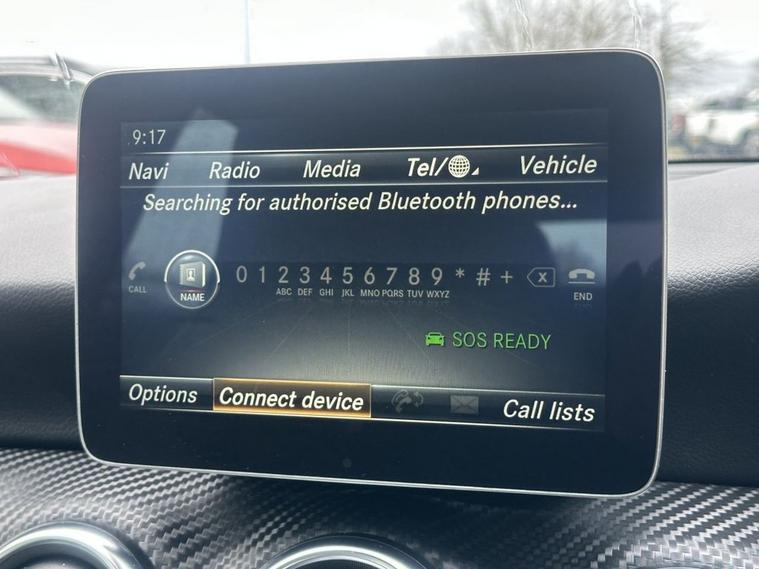 9:17
Navi Radio Media Tel/ Vehicle
Searching for authorised Bluetooth phones...
0 1 2 3 4 5 6 7 8 9 * # +
CALL NAME ABC DEF GHI JKL MNO PQRS TUV WXYZ END
SOS READY
Options Connect device Call lists